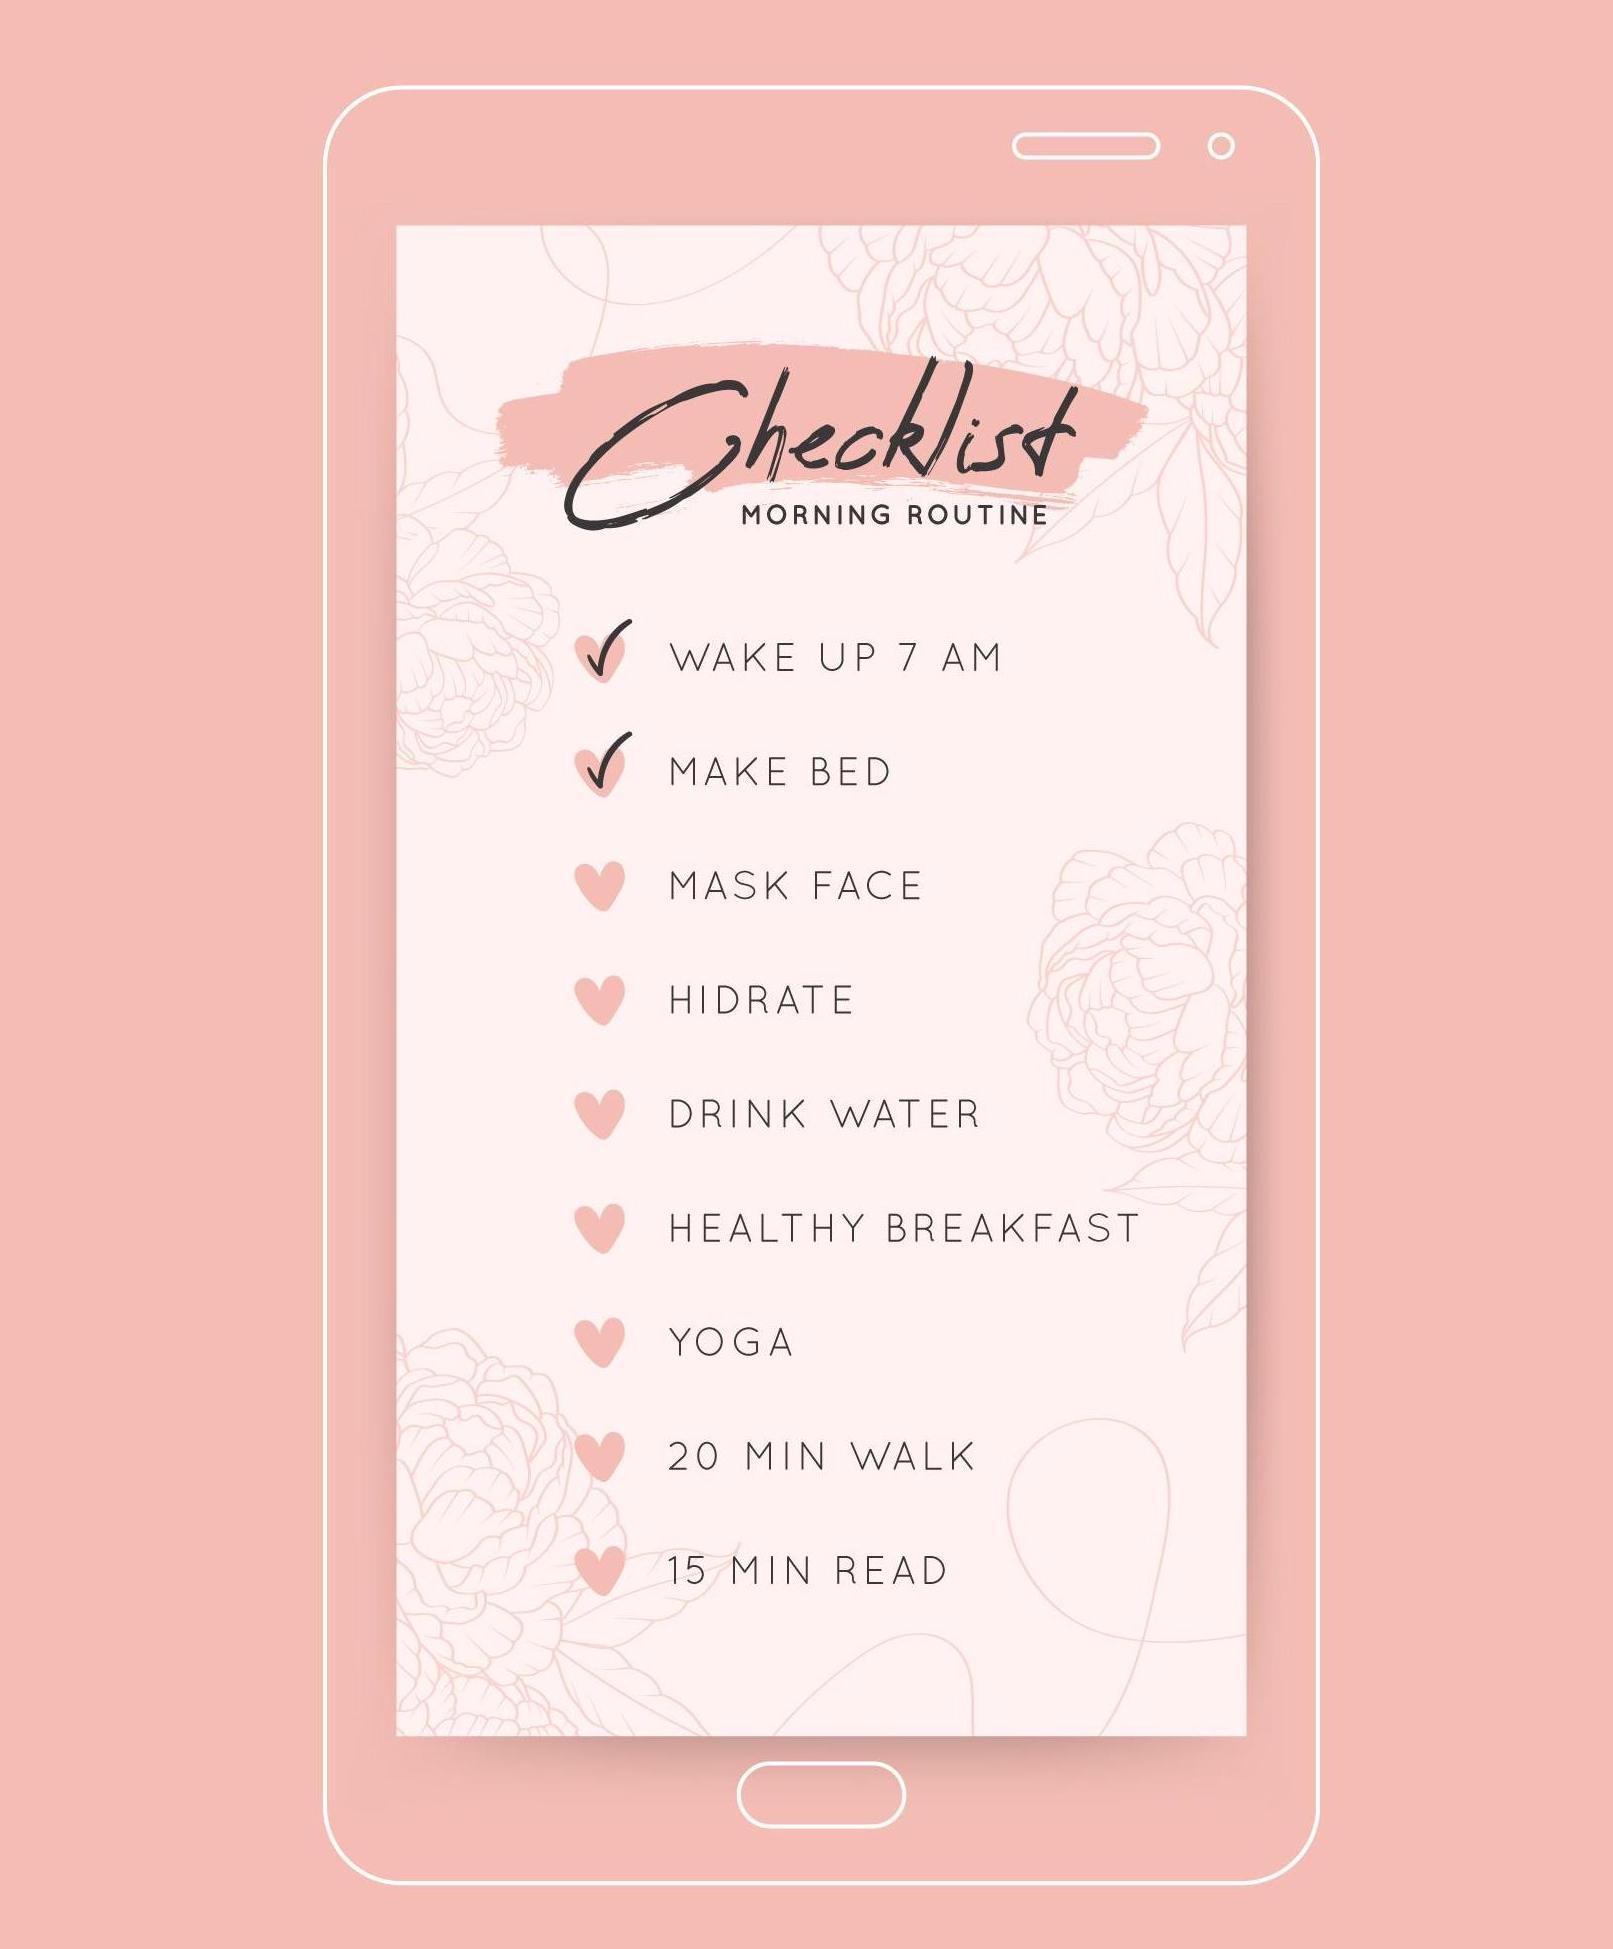 Checklist
MORNING ROUTINE
WAKE UP 7 AM
MAKE BED
MASK FACE
HIDRATE
DRINK WATER
HEALTHY BREAKFAST
YOGA
20 MIN WALK
15 MIN READ